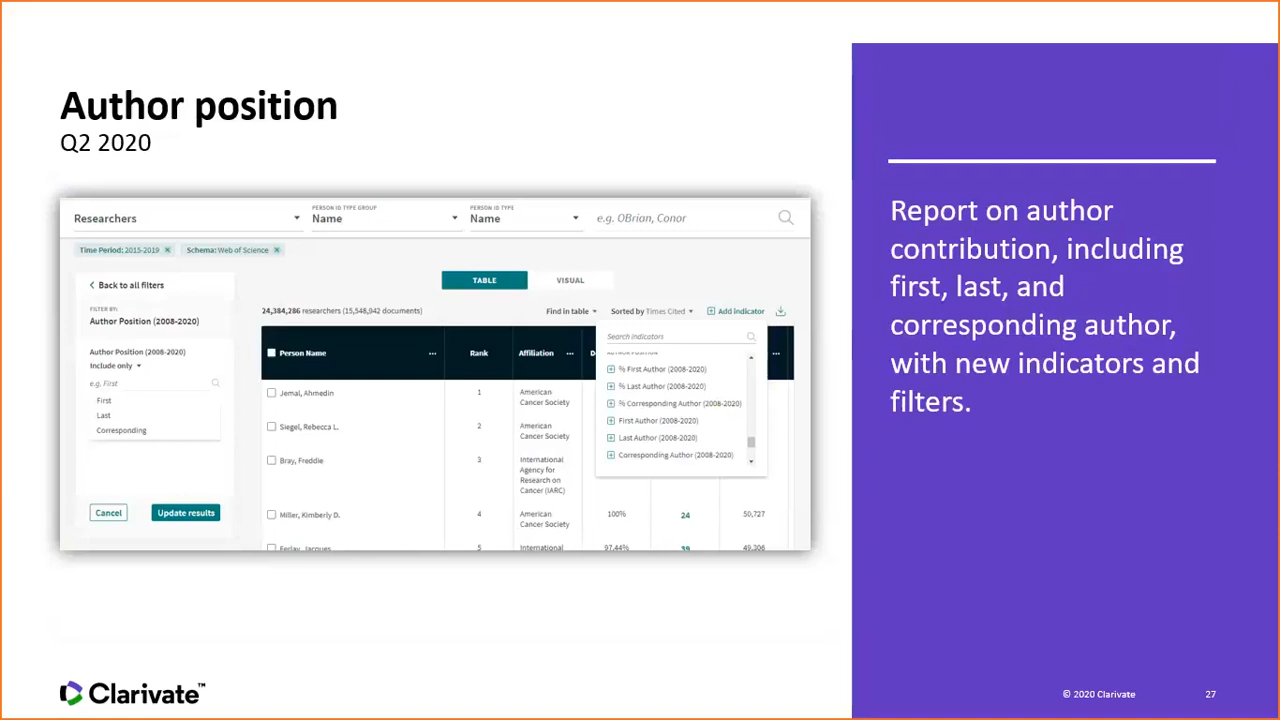 Author position
Q2 2020
Researchers
PERSON ID TYPE GROUP
Name
PERSON ID TYPE
Name
e.g. OBrian, Conor
Time Period: 2015-2019 ×
Schema: Web of Science ×
Back to all filters
FILTER BY:
Author Position (2008-2020)
Author Position (2008-2020)
Include only
e.g. First
First
Last
Corresponding
Cancel
Update results
TABLE
VISUAL
24,384,286 researchers (15,548,942 documents)
Find in table
Sorted by Times Cited
Add indicator
Person Name
Rank
Affiliation
Search indicators
AUTHOR POSITION
% First Author (2008-2020)
% Last Author (2008-2020)
% Corresponding Author (2008-2020)
First Author (2008-2020)
Last Author (2008-2020)
Corresponding Author (2008-2020)
Jemal, Ahmedin
1
American
Cancer Society
Siegel, Rebecca L.
2
American
Cancer Society
Bray, Freddie
3
International
Agency for
Research on
Cancer (IARC)
Miller, Kimberly D.
4
American
Cancer Society
100%
24
50,727
Ferlay, Jacques
5
International
97.44%
39
49,306
Report on author
contribution, including
first, last, and
corresponding author,
with new indicators and
filters.
Clarivate™
© 2020 Clarivate
27